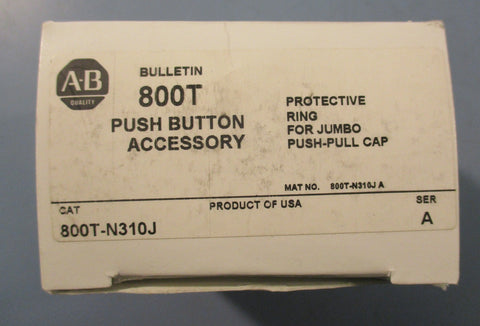 A-B
QUALITY
BULLETIN
800T
PUSH BUTTON
ACCESSORY
PROTECTIVE
RING
FOR JUMBO
PUSH-PULL CAP
MAT NO. 800T-N310J A
CAT
PRODUCT OF USA
SER
800T-N310J
A